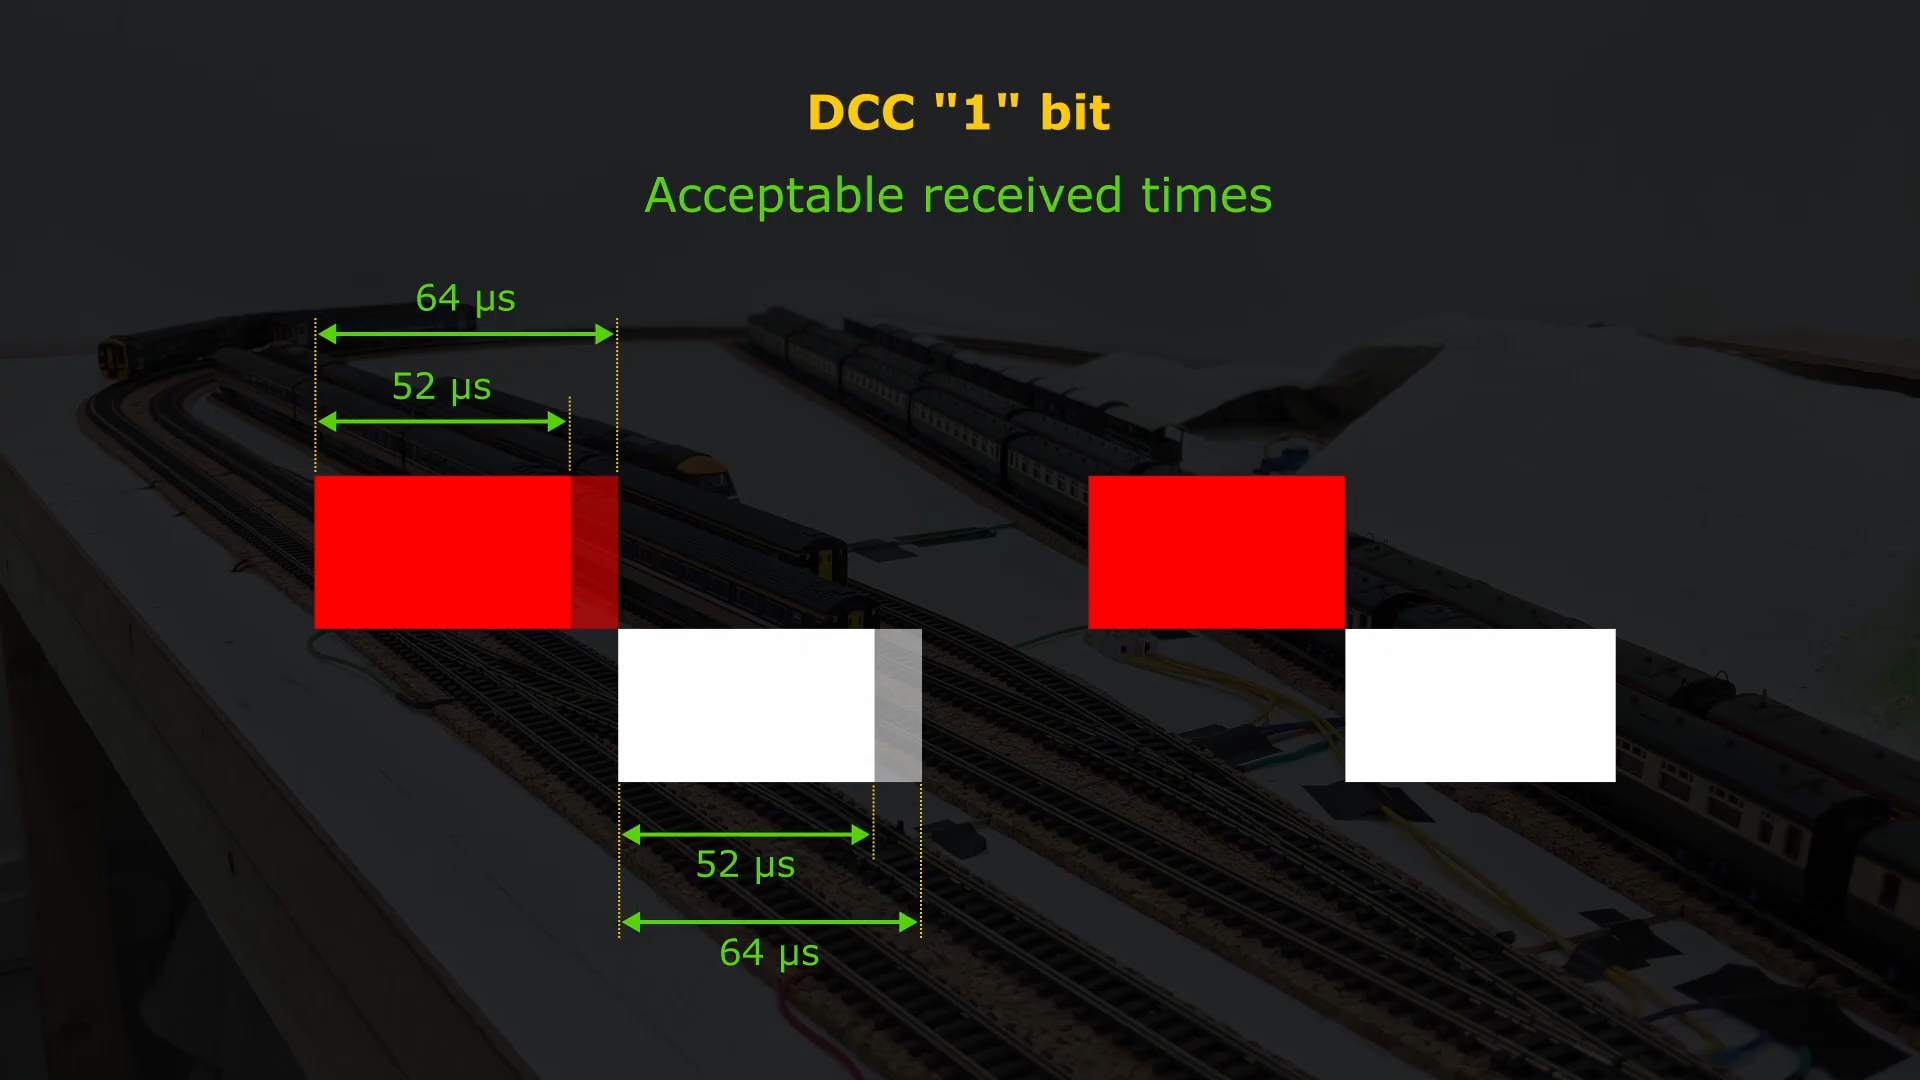 DCC "1" bit
Acceptable received times
64 µs
52 µs
52 µs
64 µs